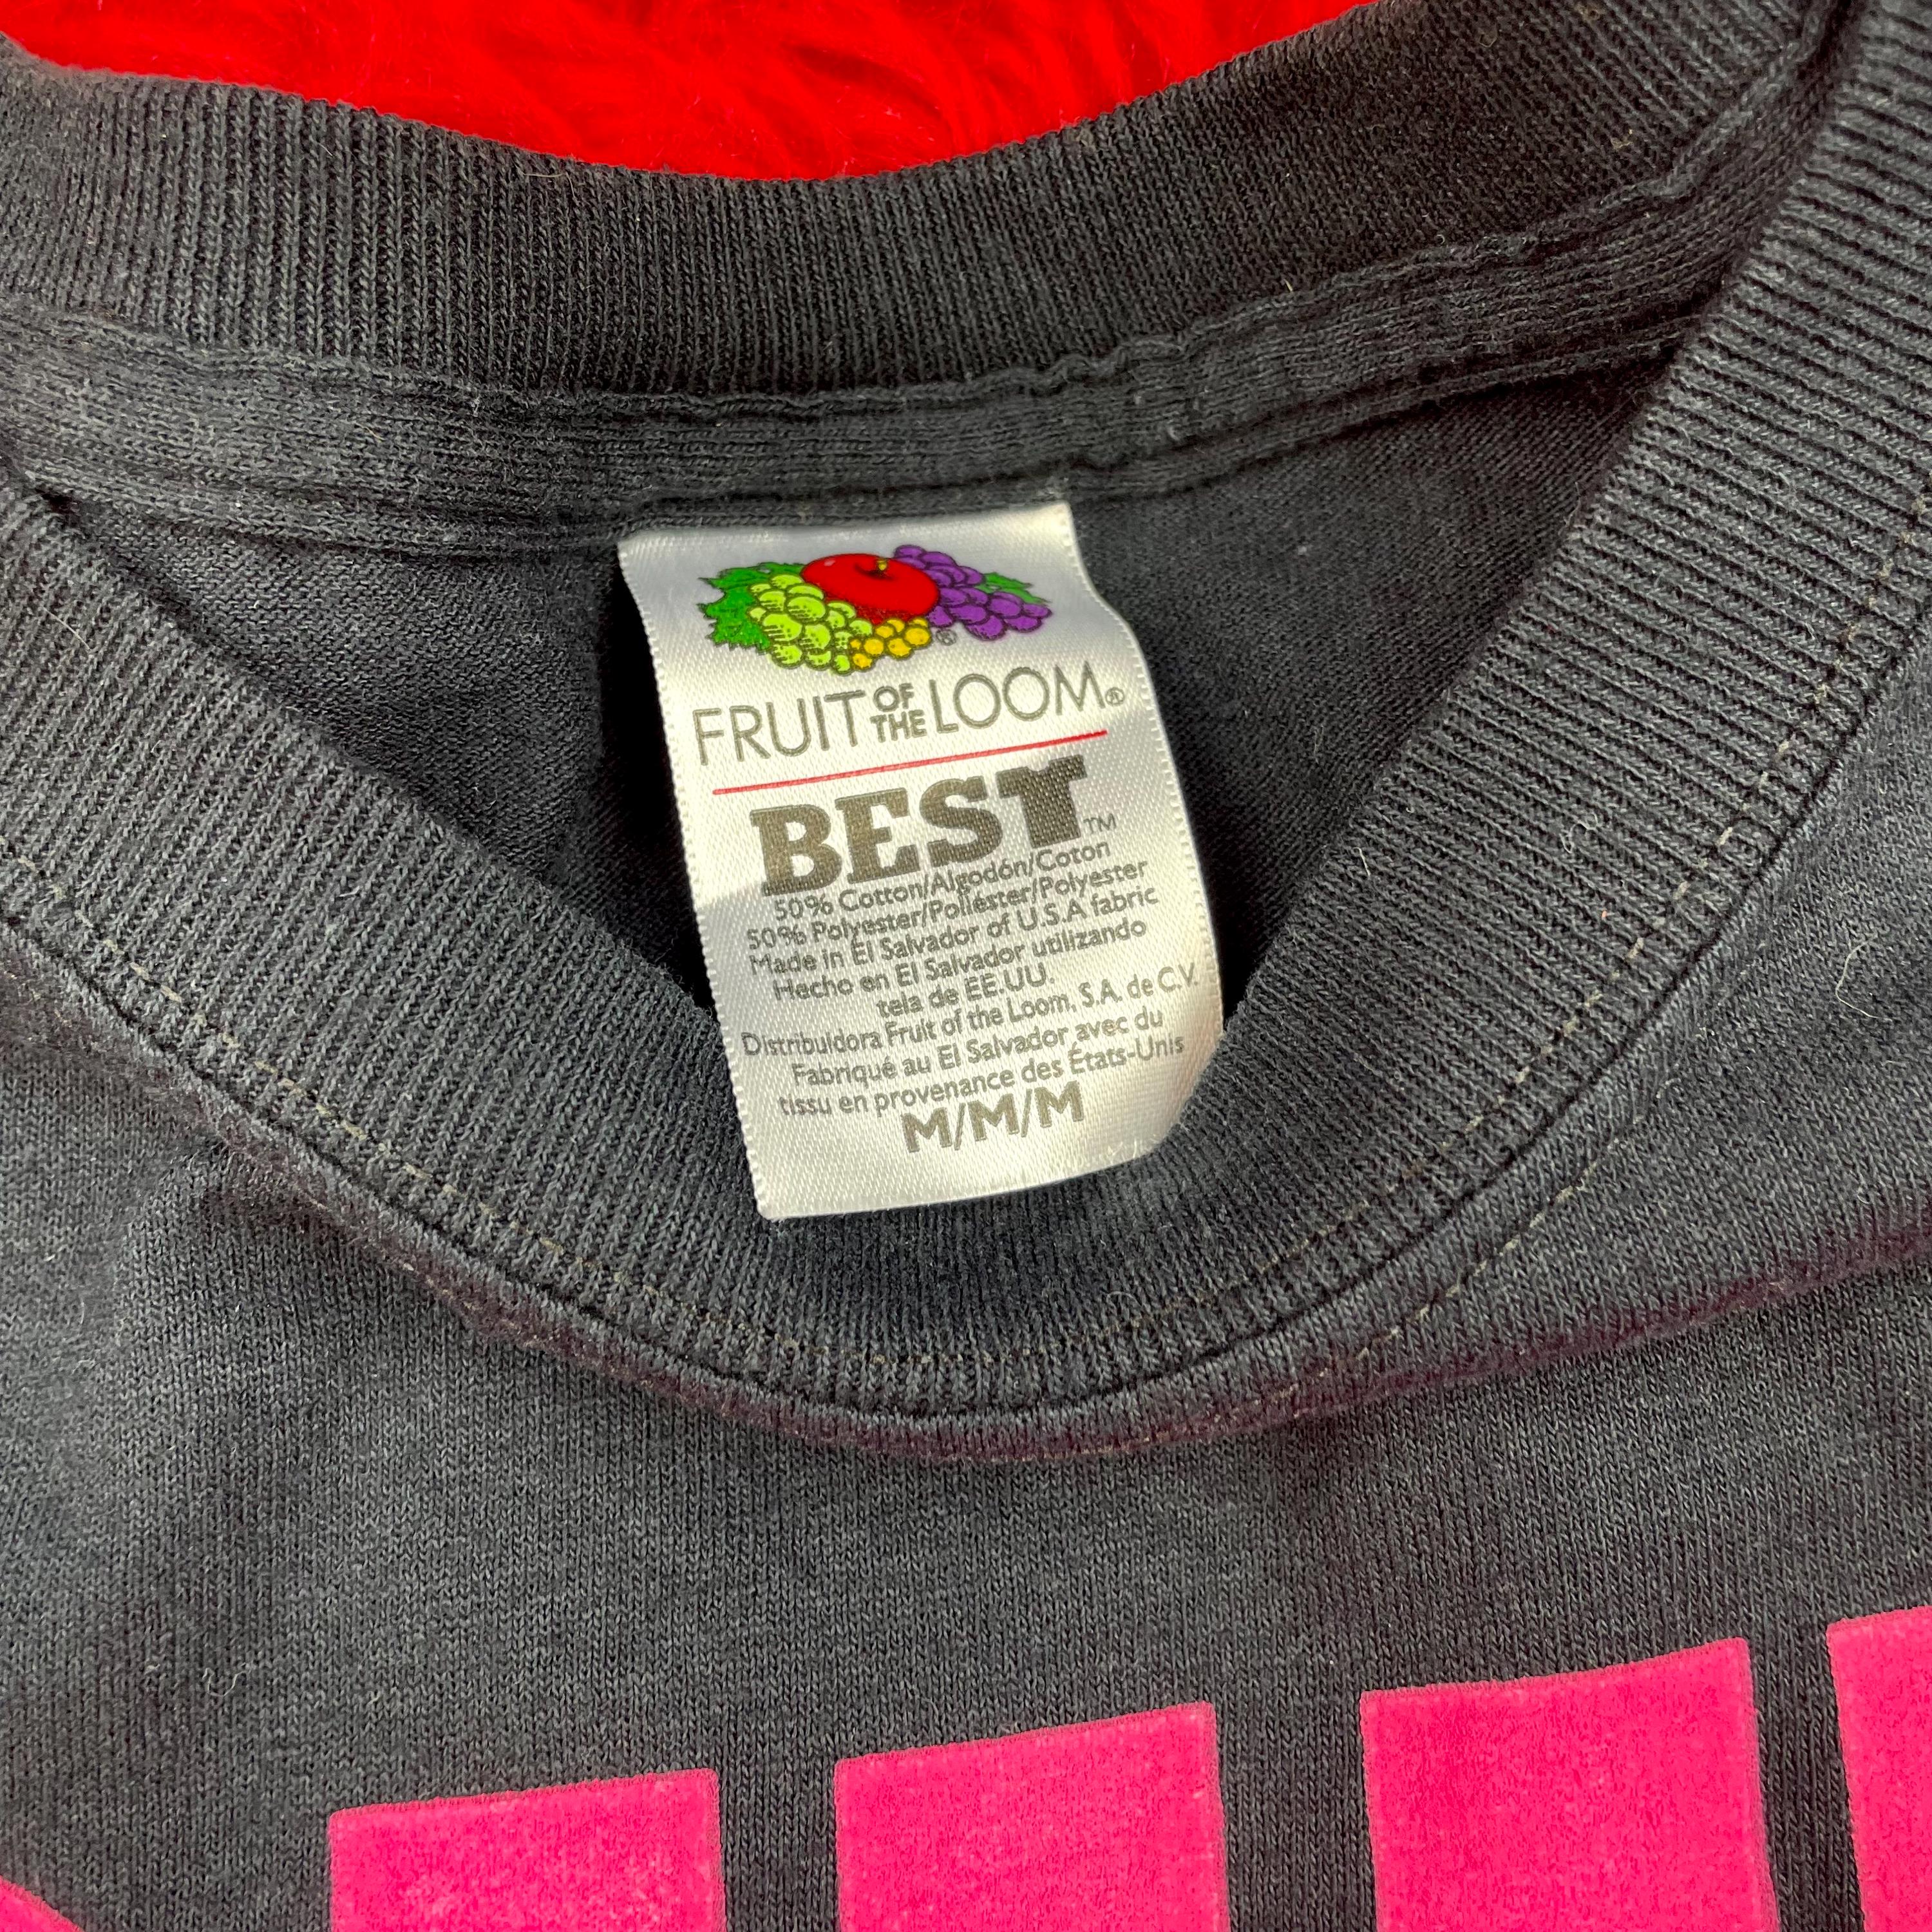 ®
FRUIT OF THE LOOM®
BEST™
50% Cotton/Algodón/Coton
50% Polyester/Poliéster/Polyester
Made in El Salvador of U.S.A fabric
Hecho en El Salvador utilizando
tela de EE.UU.
Distribuidora Fruit of the Loom, S.A. de C.V.
Fabriqué au El Salvador avec du
tissu en provenance des États-Unis
M/M/M